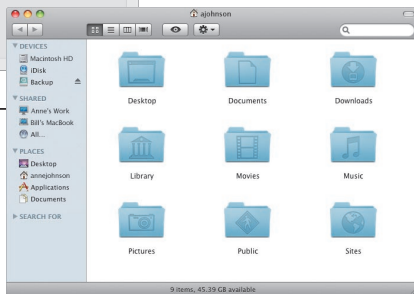 ajohnson
DEVICES
Macintosh HD
iDisk
Backup
SHARED
Anne's Work
Bill's MacBook
All...
PLACES
Desktop
annejohnson
Applications
Documents
SEARCH FOR
Desktop Documents Downloads
Library Movies Music
Pictures Public Sites
9 items, 45.39 GB available